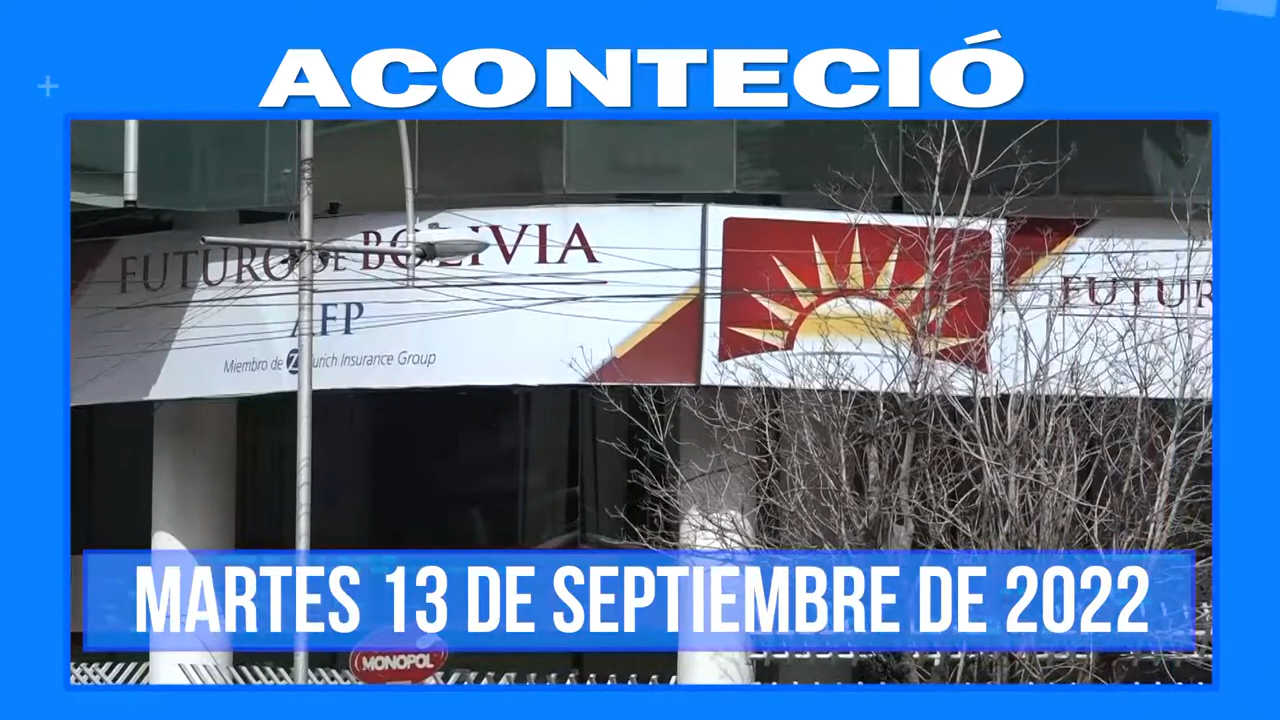 ACONTECIÓ
FUTURO DE BOLIVIA
AFP
Miembro de Zurich Insurance Group
FUTUR
MARTES 13 DE SEPTIEMBRE DE 2022
MONOPOL